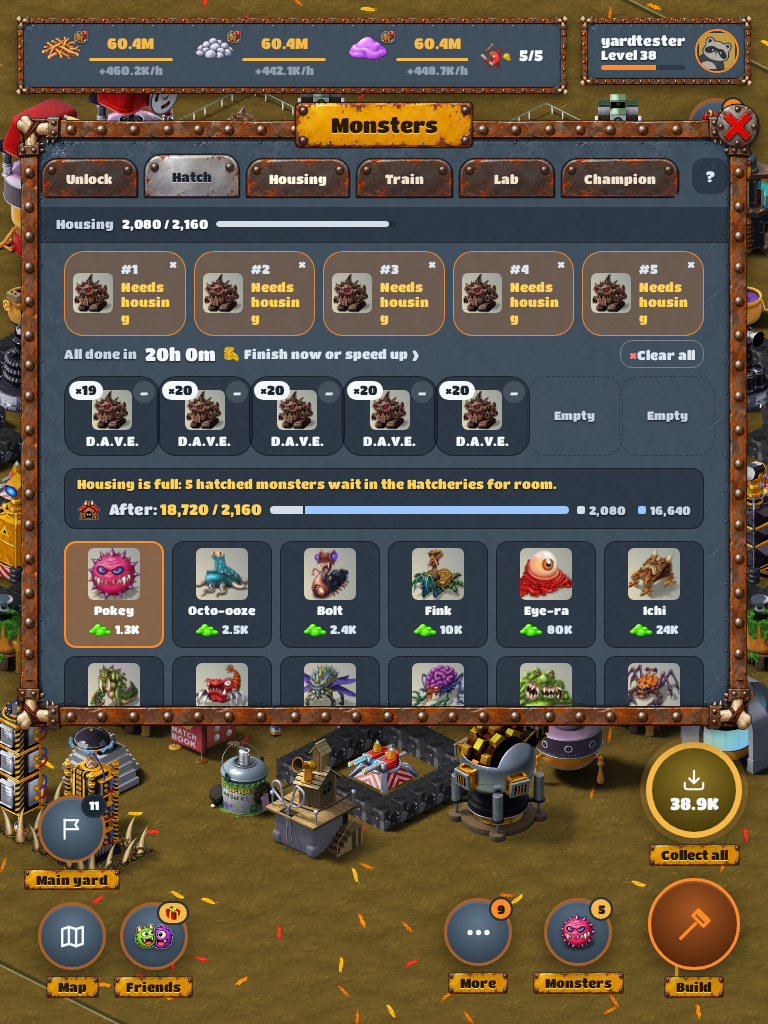 60.4M
+460.2K/h
60.4M
+442.1K/h
60.4M
+448.7K/h
5/5
yardtester
Level 38
Monsters
Unlock
Hatch
Housing
Train
Lab
Champion
?
Housing 2,080 / 2,160
#1
Needs
housin
g
#2
Needs
housin
g
#3
Needs
housin
g
#4
Needs
housin
g
#5
Needs
housin
g
All done in 20h 0m Finish now or speed up ›
×Clear all
×19
D.A.V.E.
×20
D.A.V.E.
×20
D.A.V.E.
×20
D.A.V.E.
×20
D.A.V.E.
Empty
Empty
Housing is full: 5 hatched monsters wait in the Hatcheries for room.
After: 18,720 / 2,160
2,080
16,640
Pokey
1.3K
Octo-ooze
2.5K
Bolt
2.4K
Fink
10K
Eye-ra
80K
Ichi
24K
MATCH
BOOK
38.9K
Collect all
11
Main yard
Map
Friends
9
More
5
Monsters
Build